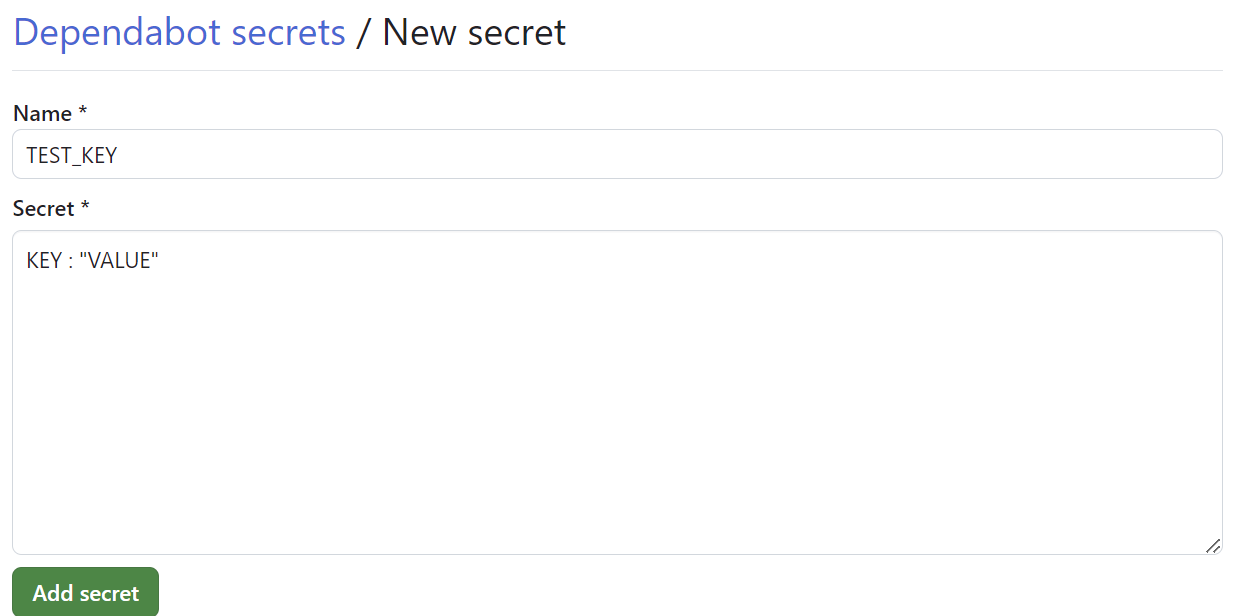 Dependabot secrets / New secret
Name *
TEST_KEY
Secret *
KEY : "VALUE"
Add secret